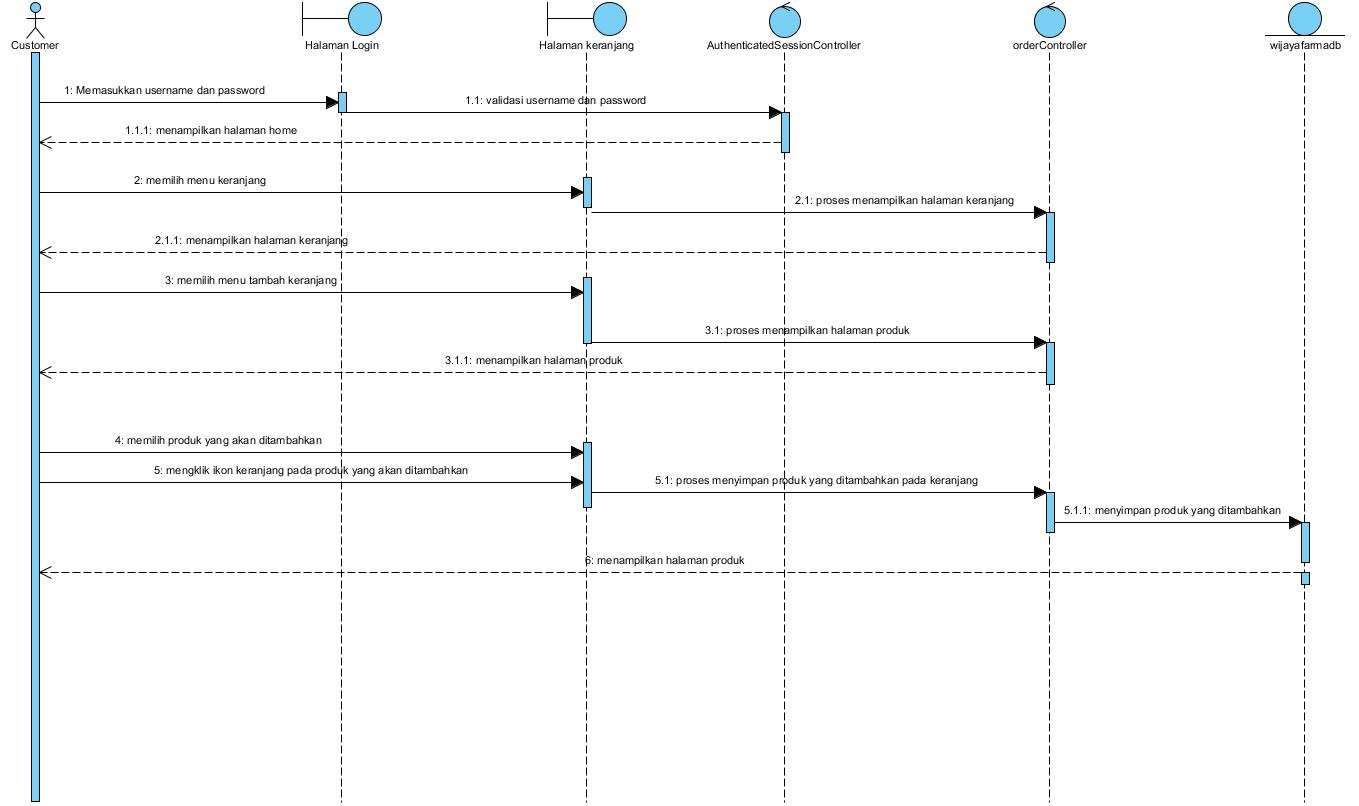 Customer
Halaman Login
Halaman keranjang
AuthenticatedSessionController
orderController
wijayafarmadb
1: Memasukkan username dan password
1.1: validasi username dan password
1.1.1: menampilkan halaman home
2: memilih menu keranjang
2.1: proses menampilkan halaman keranjang
2.1.1: menampilkan halaman keranjang
3: memilih menu tambah keranjang
3.1: proses menampilkan halaman produk
3.1.1: menampilkan halaman produk
4: memilih produk yang akan ditambahkan
5: mengklik ikon keranjang pada produk yang akan ditambahkan
5.1: proses menyimpan produk yang ditambahkan pada keranjang
5.1.1: menyimpan produk yang ditambahkan
6: menampilkan halaman produk